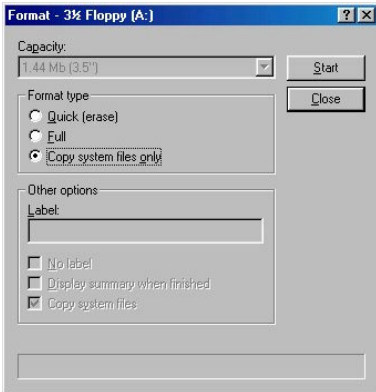 Format - 3½ Floppy (A:)
Capacity:
1.44 Mb (3.5")
Start
Format type
Close
Quick (erase)
Full
Copy system files only
Other options
Label:
No label
Display summary when finished
Copy system files